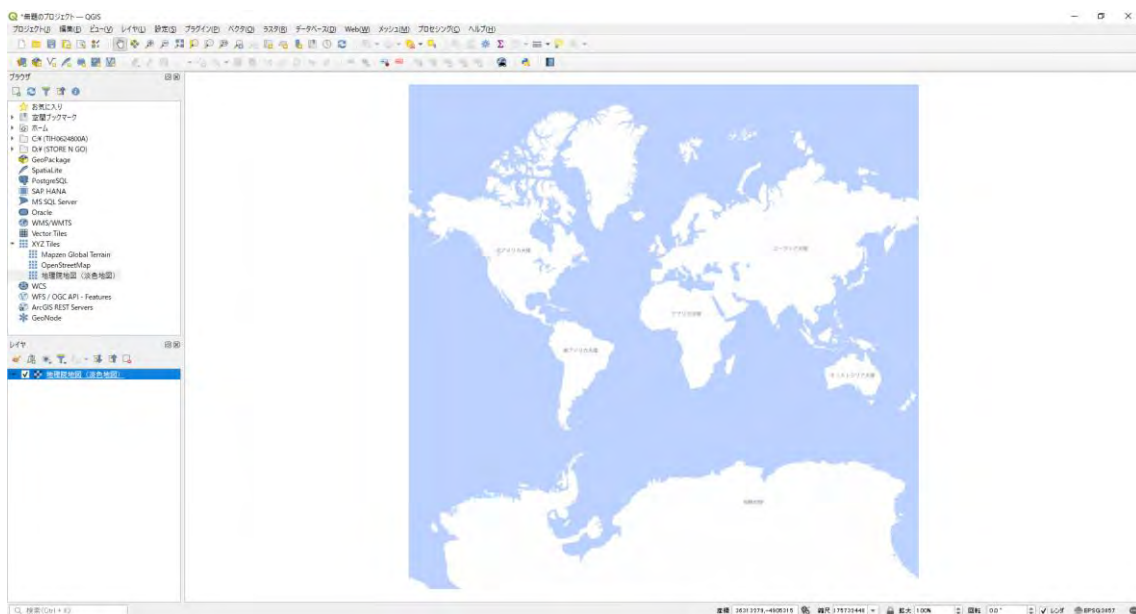 *無題のプロジェクト — QGIS
プロジェクト(J) 編集(E) ビュー(V) レイヤ(L) 設定(S) プラグイン(P) ベクタ(O) ラスタ(R) データベース(D) Web(W) メッシュ(M) プロセシング(C) ヘルプ(H)
ブラウザ
お気に入り
空間ブックマーク
ホーム
C:¥ (TIH0624800A)
D:¥ (STORE N GO)
GeoPackage
SpatiaLite
PostgreSQL
SAP HANA
MS SQL Server
Oracle
WMS/WMTS
Vector Tiles
XYZ Tiles
Mapzen Global Terrain
OpenStreetMap
地理院地図（淡色地図）
WCS
WFS / OGC API - Features
ArcGIS REST Servers
GeoNode
レイヤ
地理院地図（淡色地図）
北アメリカ大陸
ユーラシア大陸
アフリカ大陸
南アメリカ大陸
オーストラリア大陸
南極大陸
検索(Ctrl + K)
座標 縮尺 拡大 100% 回転 0.0° レンダ EPSG:3857